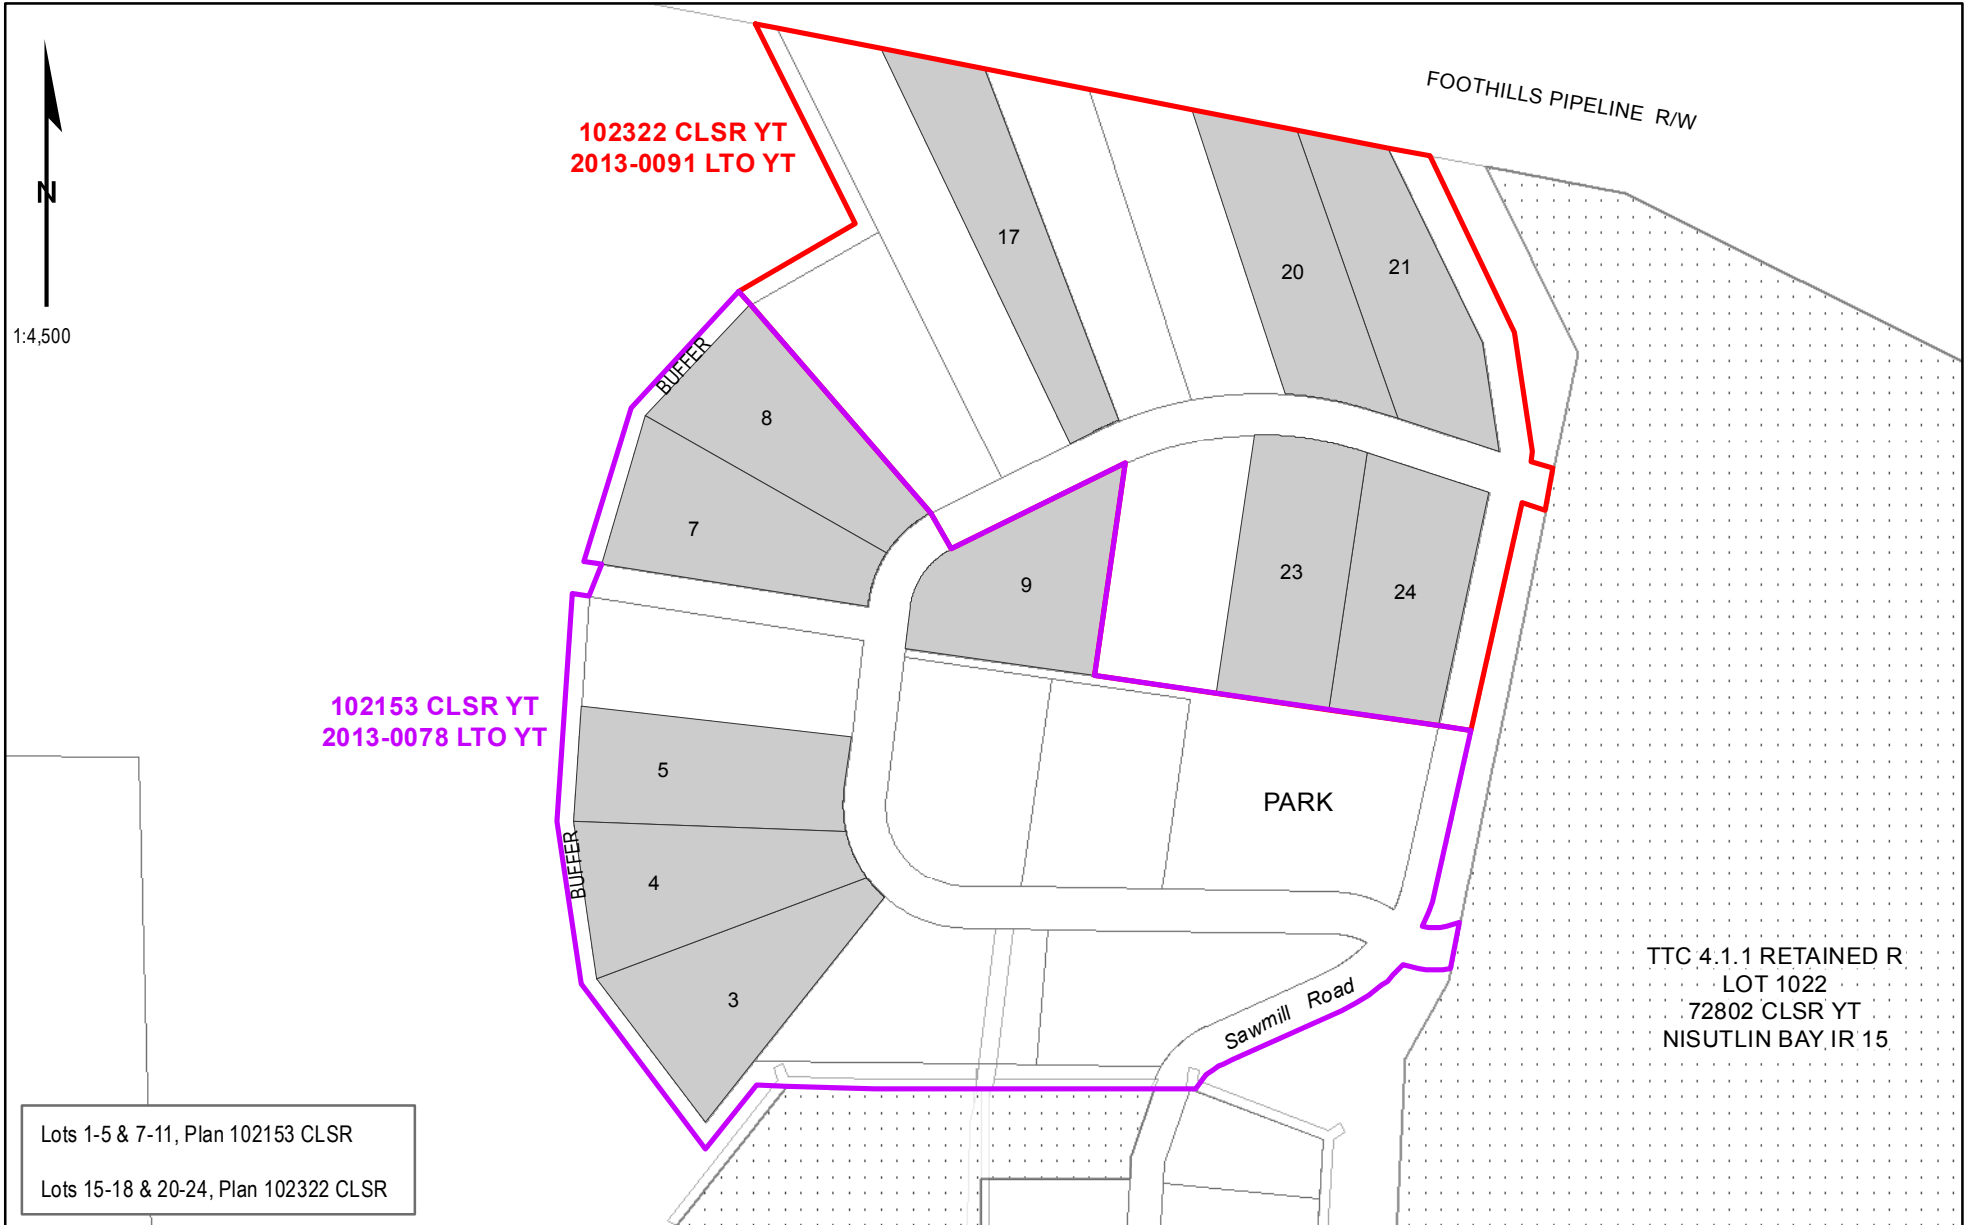 FOOTHILLS PIPELINE R/W
102322 CLSR YT
2013-0091 LTO YT
N
1:4,500
17
20
21
BUFFER
8
7
9
23
24
102153 CLSR YT
2013-0078 LTO YT
5
PARK
BUFFER
4
3
Sawmill Road
TTC 4.1.1 RETAINED R
LOT 1022
72802 CLSR YT
NISUTLIN BAY IR 15
Lots 1-5 & 7-11, Plan 102153 CLSR
Lots 15-18 & 20-24, Plan 102322 CLSR